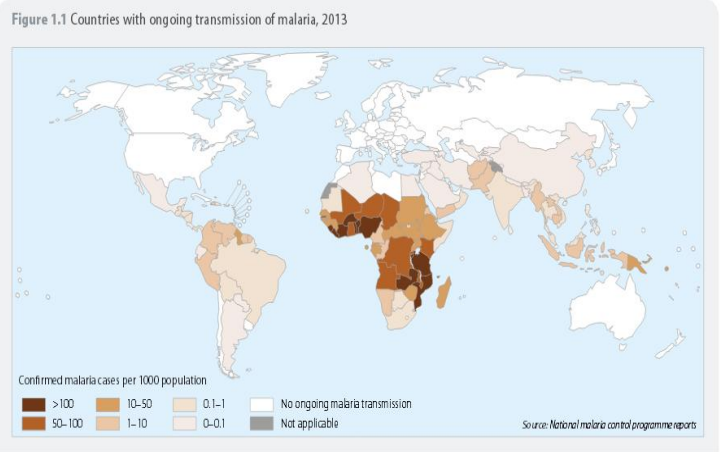 Figure 1.1 Countries with ongoing transmission of malaria, 2013
Confirmed malaria cases per 1000 population
>100 10–50 0.1–1 No ongoing malaria transmission
50–100 1–10 0–0.1 Not applicable
Source: National malaria control programme reports